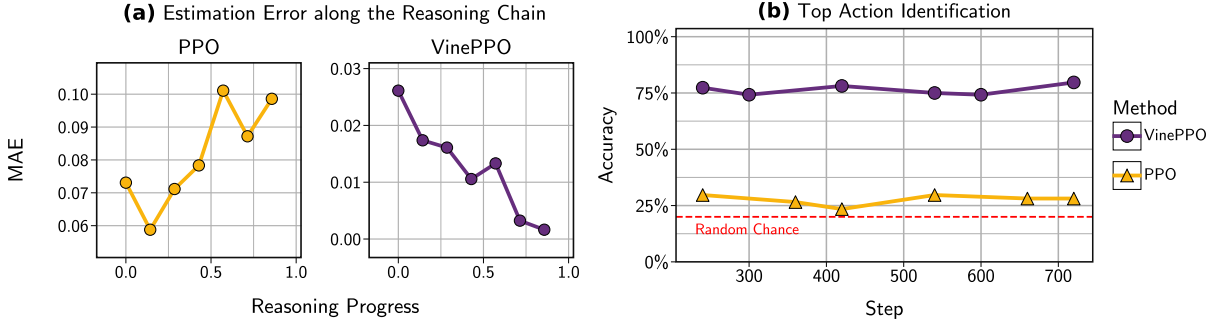 (a) Estimation Error along the Reasoning Chain
PPO
VinePPO
MAE
0.10
0.09
0.08
0.07
0.06
0.0
0.5
1.0
0.03
0.02
0.01
0.00
0.0
0.5
1.0
Reasoning Progress
(b) Top Action Identification
Accuracy
100%
75%
50%
25%
0%
Random Chance
300
400
500
600
700
Step
Method
VinePPO
PPO